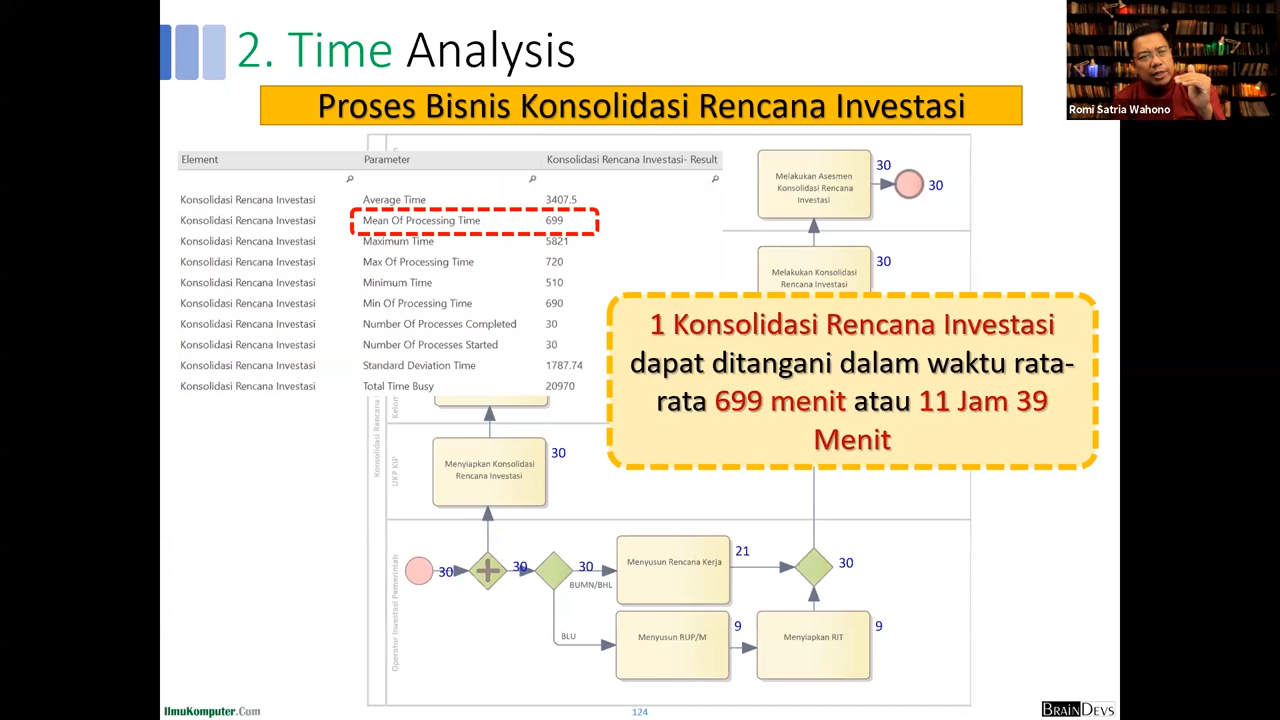 2. Time Analysis
Romi Satria Wahono
Proses Bisnis Konsolidasi Rencana Investasi
Element Parameter Konsolidasi Rencana Investasi- Result
Konsolidasi Rencana Investasi Average Time 3407.5
Konsolidasi Rencana Investasi Mean Of Processing Time 699
Konsolidasi Rencana Investasi Maximum Time 5821
Konsolidasi Rencana Investasi Max Of Processing Time 720
Konsolidasi Rencana Investasi Minimum Time 510
Konsolidasi Rencana Investasi Min Of Processing Time 690
Konsolidasi Rencana Investasi Number Of Processes Completed 30
Konsolidasi Rencana Investasi Number Of Processes Started 30
Konsolidasi Rencana Investasi Standard Deviation Time 1787.74
Konsolidasi Rencana Investasi Total Time Busy 20970
Melakukan Asesmen
Konsolidasi Rencana
Investasi
30
30
Melakukan Konsolidasi
Rencana Investasi
30
1 Konsolidasi Rencana Investasi
dapat ditangani dalam waktu rata-
rata 699 menit atau 11 Jam 39
Menit
Konsolidasi Rencana
UKP KIP
Menyiapkan Konsolidasi
Rencana Investasi
30
Operator Investasi Pemerintah
30
30
30
BUMN/BHL
Menyusun Rencana Kerja
21
30
BLU
Menyusun RUP/M
9
Menyiapkan RIT
9
IlmuKomputer.Com
124
BRAINDEVS